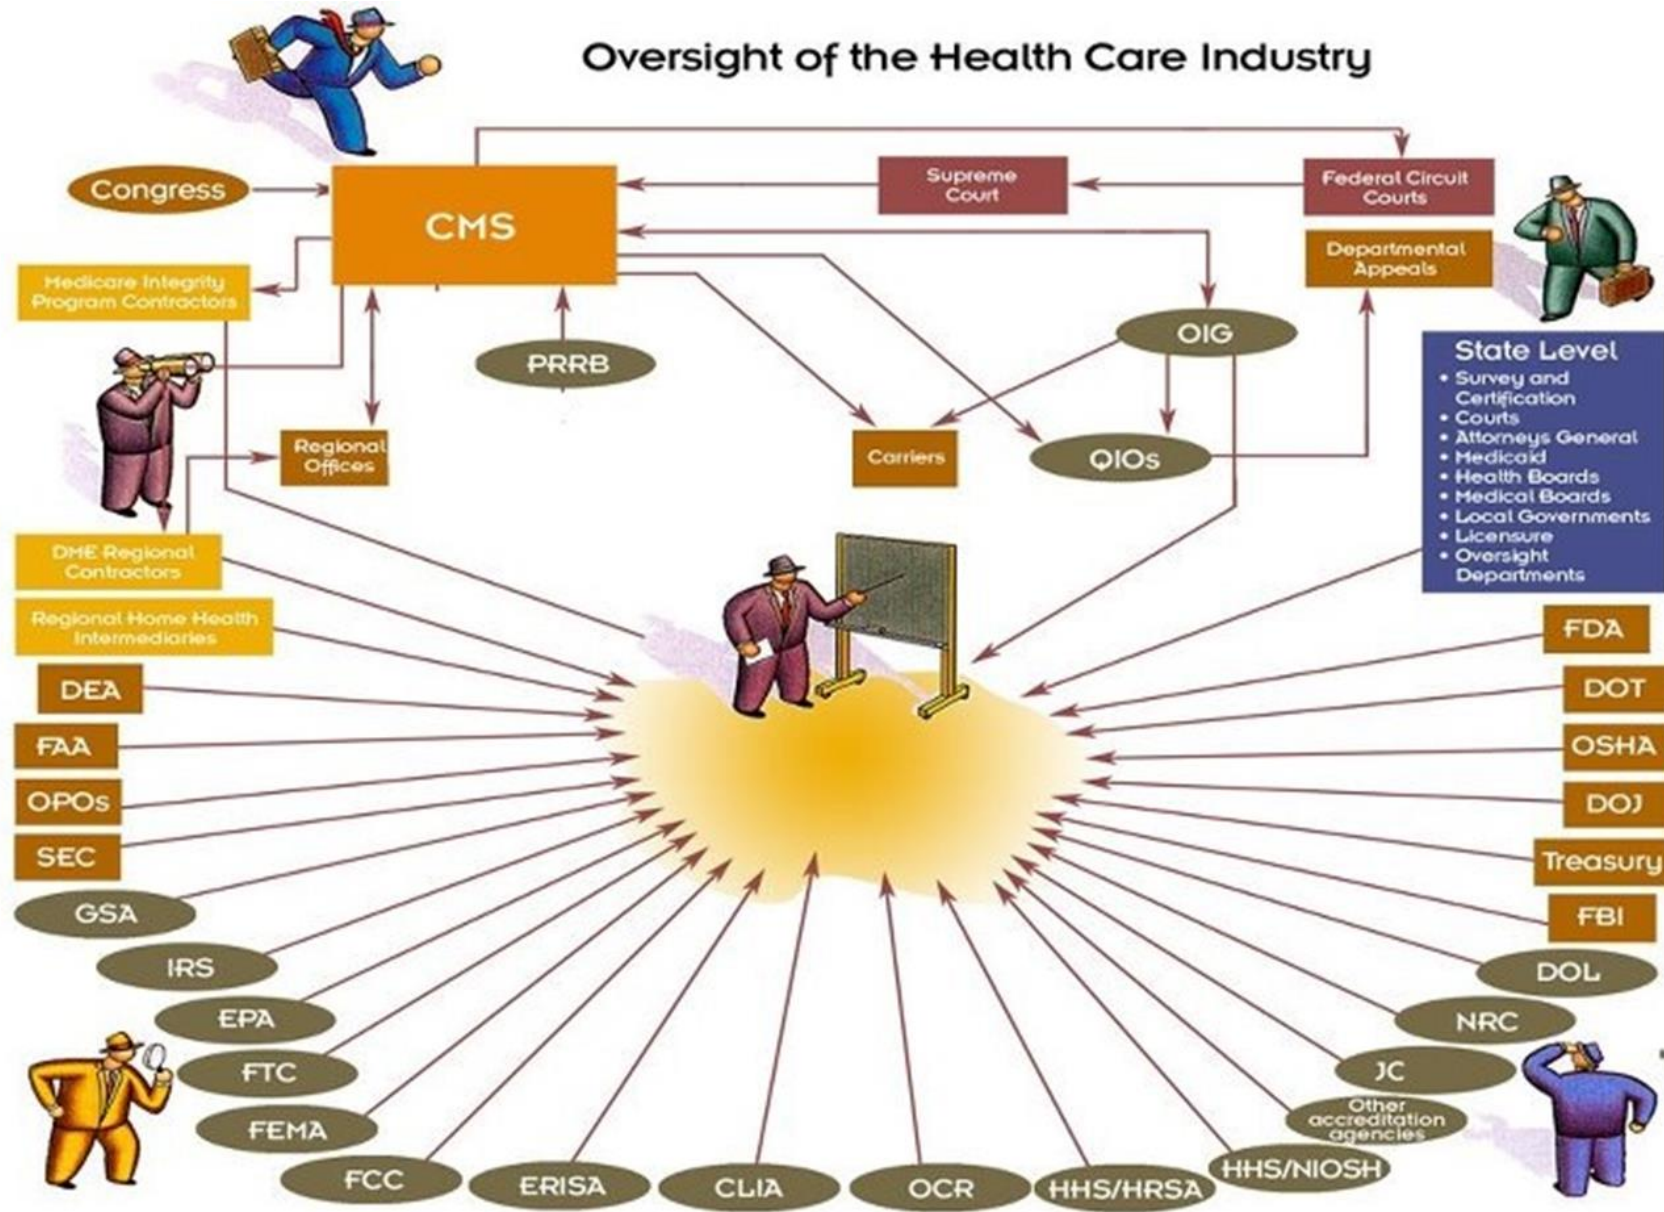 Oversight of the Health Care Industry
Congress
CMS
Supreme
Court
Federal Circuit
Courts
Departmental
Appeals
Medicare Integrity
Program Contractors
PRRB
OIG
Regional
Offices
Carriers
QIOs
State Level
• Survey and
Certification
• Courts
• Attorneys General
• Medicaid
• Health Boards
• Medical Boards
• Local Governments
• Licensure
• Oversight
Departments
DME Regional
Contractors
Regional Home Health
Intermediaries
DEA
FAA
OPOs
SEC
GSA
IRS
EPA
FTC
FEMA
FCC
ERISA
CLIA
OCR
HHS/HRSA
HHS/NIOSH
Other
accreditation
agencies
JC
NRC
DOL
FBI
Treasury
DOJ
OSHA
DOT
FDA